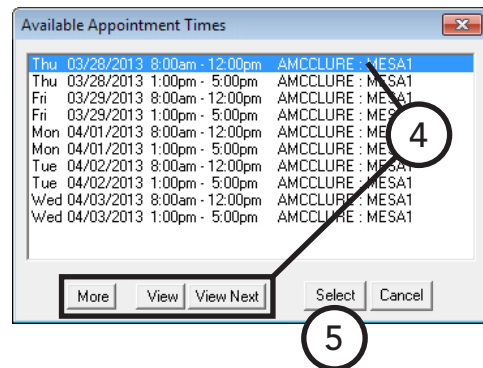 Available Appointment Times
Thu 03/28/2013 8:00am - 12:00pm AMCCLURE : MESA1
Thu 03/28/2013 1:00pm - 5:00pm AMCCLURE : MESA1
Fri 03/29/2013 8:00am - 12:00pm AMCCLURE : MESA1
Fri 03/29/2013 1:00pm - 5:00pm AMCCLURE : MESA1
Mon 04/01/2013 8:00am - 12:00pm AMCCLURE : MESA1
Mon 04/01/2013 1:00pm - 5:00pm AMCCLURE : MESA1
Tue 04/02/2013 8:00am - 12:00pm AMCCLURE : MESA1
Tue 04/02/2013 1:00pm - 5:00pm AMCCLURE : MESA1
Wed 04/03/2013 8:00am - 12:00pm AMCCLURE : MESA1
Wed 04/03/2013 1:00pm - 5:00pm AMCCLURE : MESA1
4
More View View Next Select Cancel
5